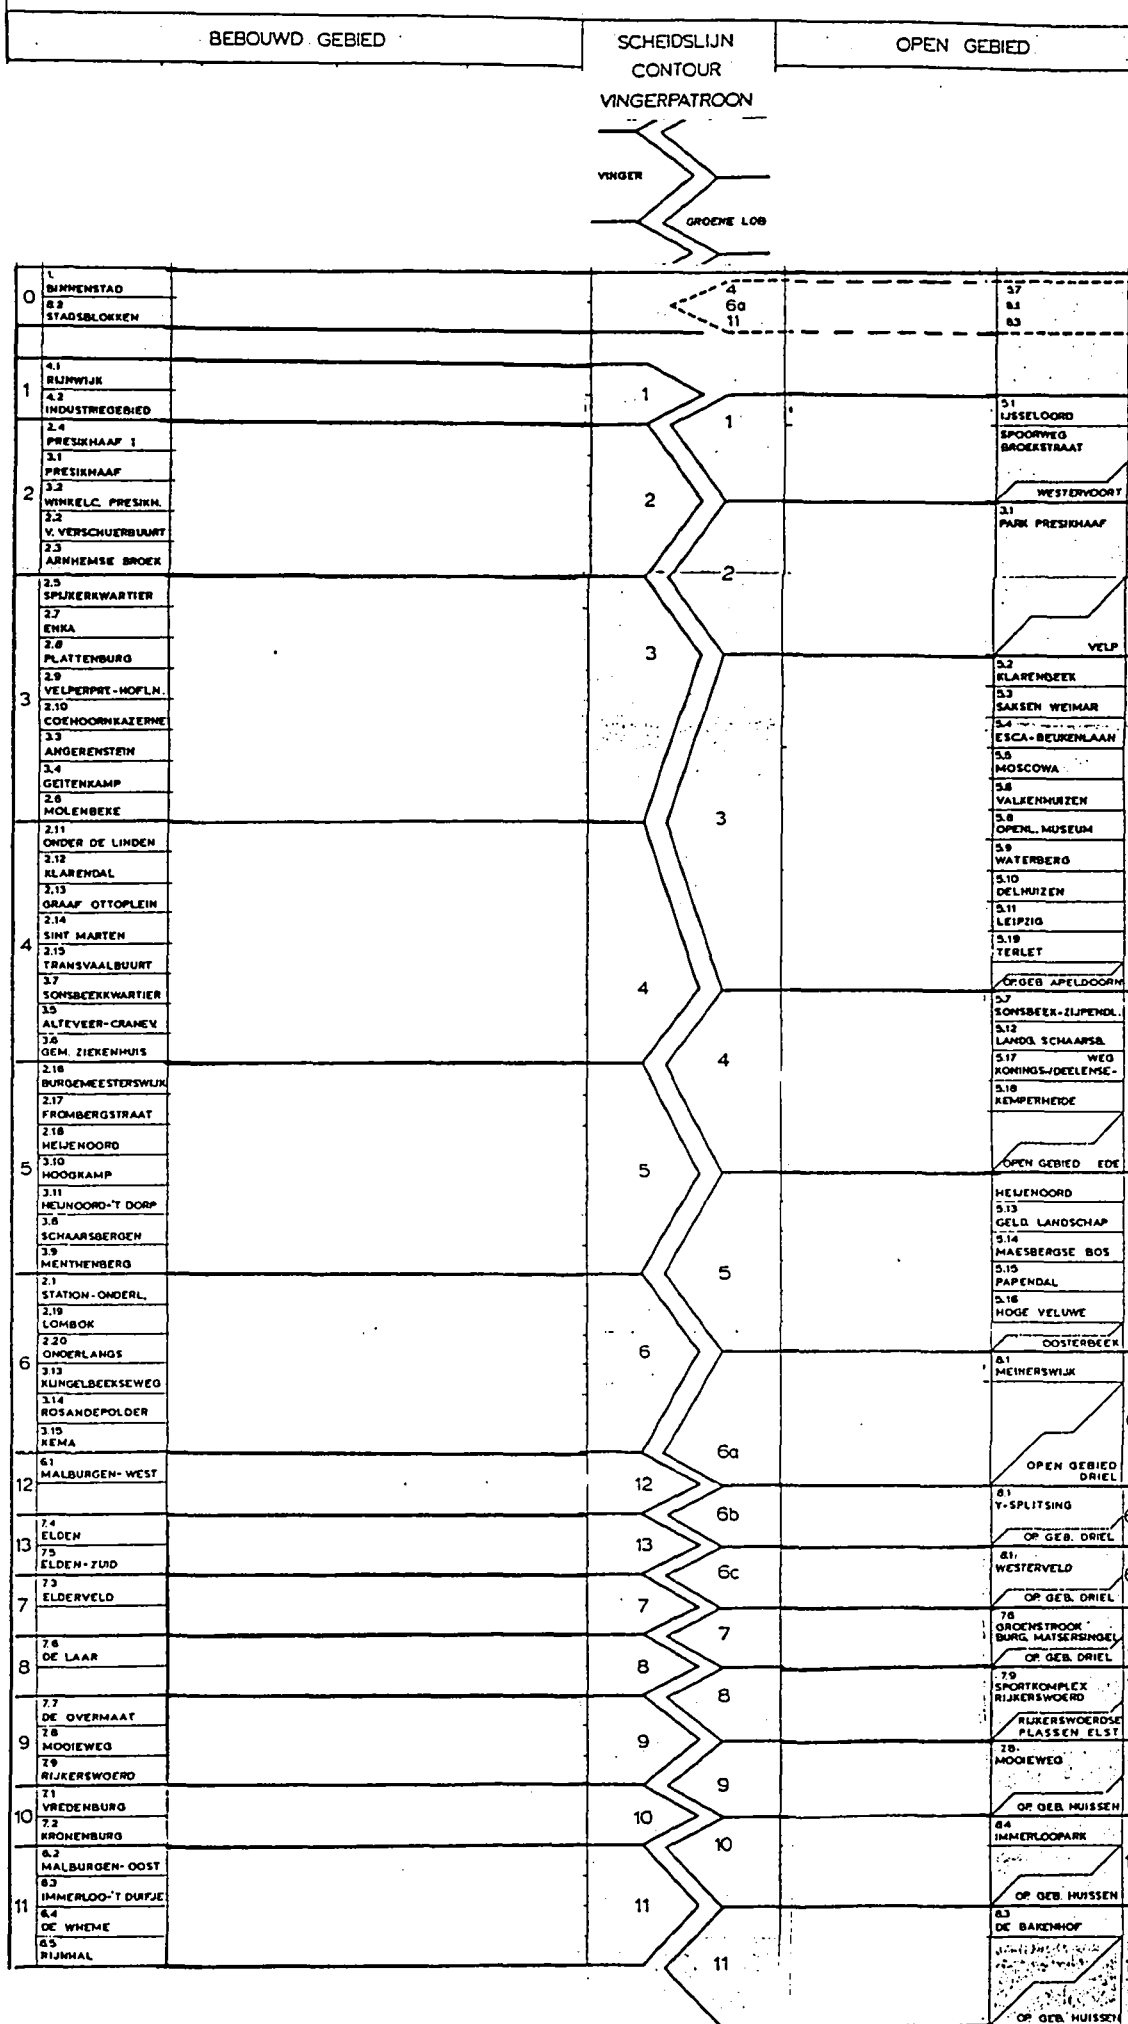 BEBOUWD GEBIED
SCHEIDSLIJN
CONTOUR
VINGERPATROON
OPEN GEBIED
VINGER
GROENE LOB
0
1.
BINNENSTAD
8.2
STADSBLOKKEN
4
6a
11
5.7
8.1
8.3
1
4.1
RIJNWIJK
4.2
INDUSTRIEGEBIED
1
2
2.4
PRESIKHAAF I
3.1
PRESIKHAAF
3.2
WINKELC. PRESIKH.
2.2
V. VERSCHUERBUURT
2.3
ARNHEMSE BROEK
2
3
2.5
SPIJKERKWARTIER
2.7
ENKA
2.8
PLATTENBURG
2.9
VELPERPRT-HOFLN.
2.10
COEHOORNKAZERNE
3.3
ANGERENSTEIN
3.4
GEITENKAMP
2.6
MOLENBEKE
3
4
2.11
ONDER DE LINDEN
2.12
KLARENDAL
2.13
GRAAF OTTOPLEIN
2.14
SINT MARTEN
2.15
TRANSVAALBUURT
3.7
SONSBEEKKWARTIER
3.5
ALTEVEER-CRANEV.
3.6
GEM. ZIEKENHUIS
4
5
2.16
BURGEMEESTERSWIJK
2.17
FROMBERGSTRAAT
2.18
HEIJENOORD
3.10
HOOGKAMP
3.11
HEIJNOORD-'T DORP
3.8
SCHAARSBERGEN
3.9
MENTHENBERG
5
6
2.1
STATION-ONDERL.
2.19
LOMBOK
2.20
ONDERLANGS
3.13
KLINGELBEEKSEWEG
3.14
ROSANDEPOLDER
3.15
KEMA
6
12
6.1
MALBURGEN-WEST
12
13
7.4
ELDEN
7.5
ELDEN-ZUID
13
7
7.3
ELDERVELD
7
8
7.6
DE LAAR
8
9
7.7
DE OVERMAAT
7.8
MOOIEWEG
7.9
RIJKERSWOERD
9
10
7.1
VREDENBURG
7.2
KRONENBURG
10
11
6.2
MALBURGEN-OOST
6.3
IMMERLOO-'T DUIFJE
6.4
DE WHEME
6.5
RIJNHAL
11
1
5.1
IJSSELOORD
SPOORWEG
BROEKSTRAAT
WESTERVOORT
2
3.1
PARK PRESIKHAAF
VELP
3
5.2
KLARENBEEK
5.3
SAKSEN WEIMAR
5.4
ESCA-BEUKENLAAN
5.5
MOSCOWA
5.6
VALKENHUIZEN
5.8
OPENL. MUSEUM
5.9
WATERBERG
5.10
DELHUIZEN
5.11
LEIPZIG
5.19
TERLET
OP. GEB APELDOORN
4
5.7
SONSBEEK-ZIJPENDL.
5.12
LANDG. SCHAARSB.
5.17 WEG
KONINGS-/DEELENSE-
5.18
KEMPERHEIDE
OPEN GEBIED EDE
5
HEIJENOORD
5.13
GELD. LANDSCHAP
5.14
MAESBERGSE BOS
5.15
PAPENDAL
5.16
HOGE VELUWE
OOSTERBEEK
6a
8.1
MEINERSWIJK
OPEN GEBIED
DRIEL
6b
8.1
Y-SPLITSING
OP. GEB. DRIEL
6c
8.1
WESTERVELD
OP. GEB. DRIEL
7
7.6
GROENSTROOK
BURG. MATSERSINGEL
OP. GEB. DRIEL
8
7.9
SPORTKOMPLEX
RIJKERSWOERD
RIJKERSWOERDSE
PLASSEN ELST
9
7.8
MOOIEWEG
OP. GEB. HUISSEN
10
6.4
IMMERLOOPARK
OP. GEB. HUISSEN
11
8.3
DE BAKENHOF
OP. GEB. HUISSEN